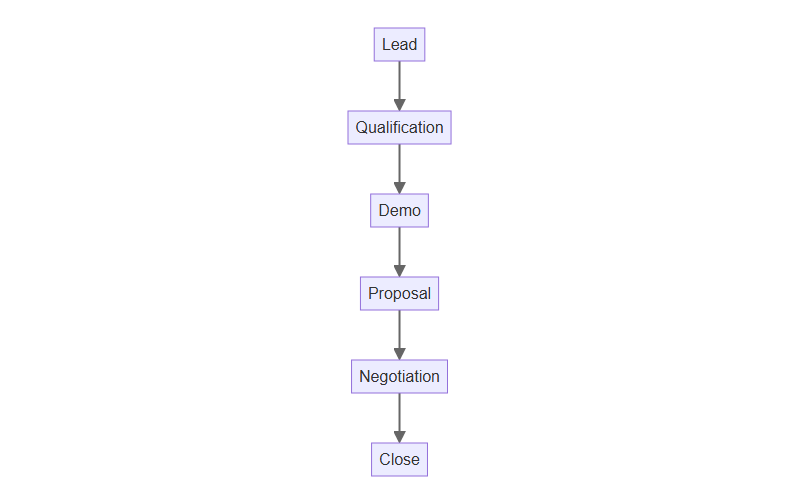 Lead
Qualification
Demo
Proposal
Negotiation
Close